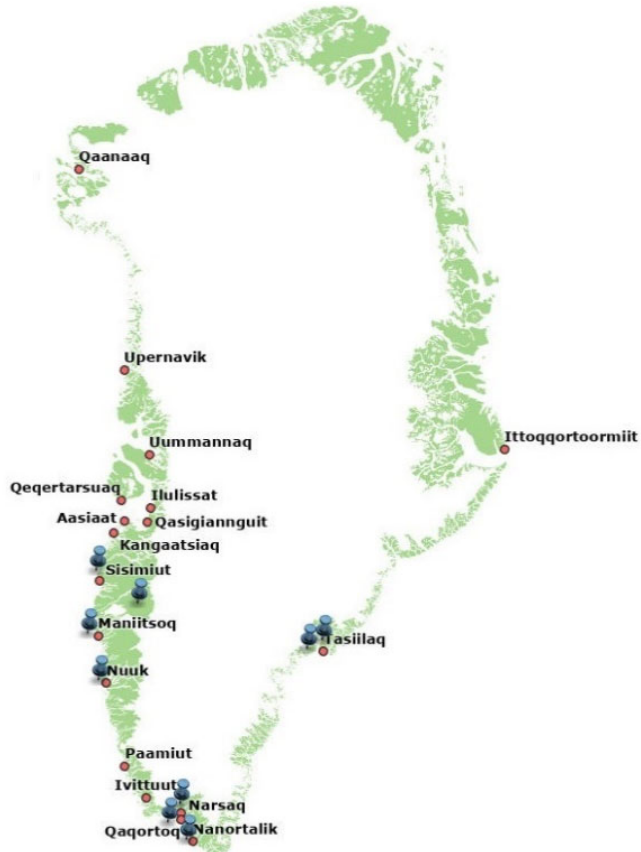 Qaanaaq
Upernavik
Uummannaq
Ittoqqortoormiit
Qeqertarsuaq
Ilulissat
Aasiaat
Qasigiannguit
Kangaatsiaq
Sisimiut
Maniitsoq
Tasiilaq
Nuuk
Paamiut
Ivittuut
Narsaq
Qaqortoq
Nanortalik